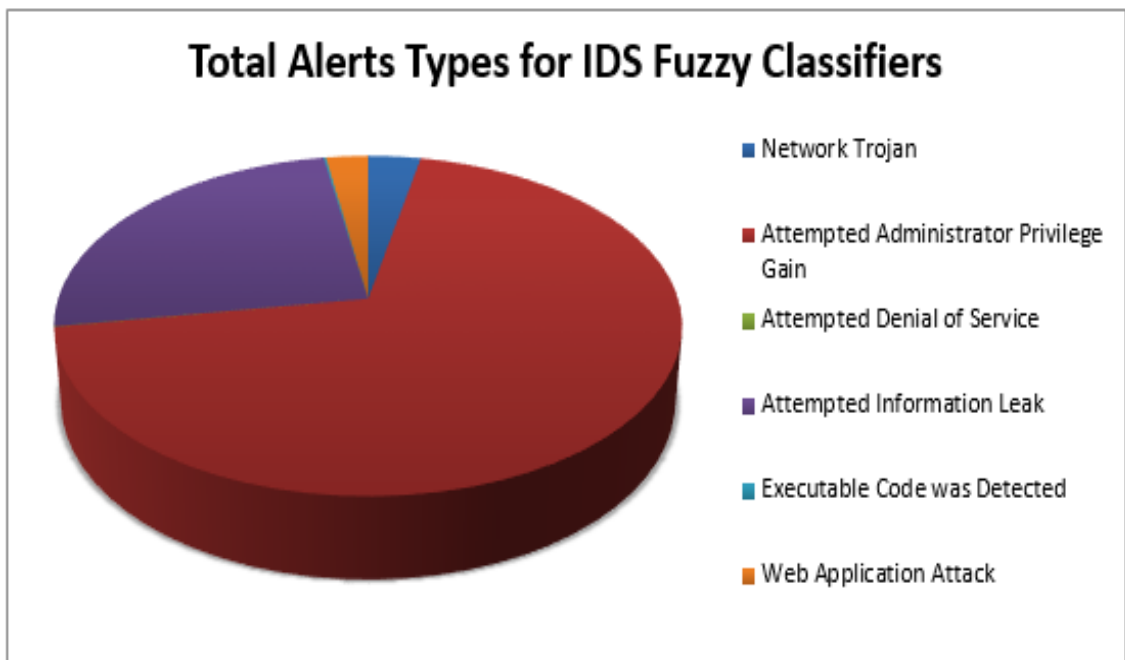 Total Alerts Types for IDS Fuzzy Classifiers
Network Trojan
Attempted Administrator Privilege
Gain
Attempted Denial of Service
Attempted Information Leak
Executable Code was Detected
Web Application Attack